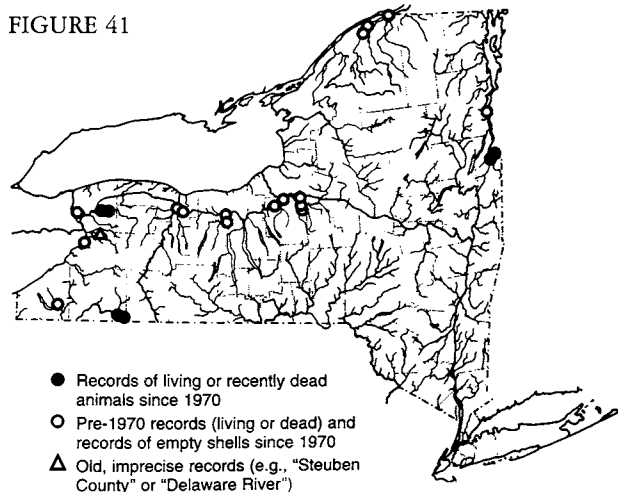 FIGURE 41
Records of living or recently dead
animals since 1970
Pre-1970 records (living or dead) and
records of empty shells since 1970
Old, imprecise records (e.g., "Steuben
County" or "Delaware River")